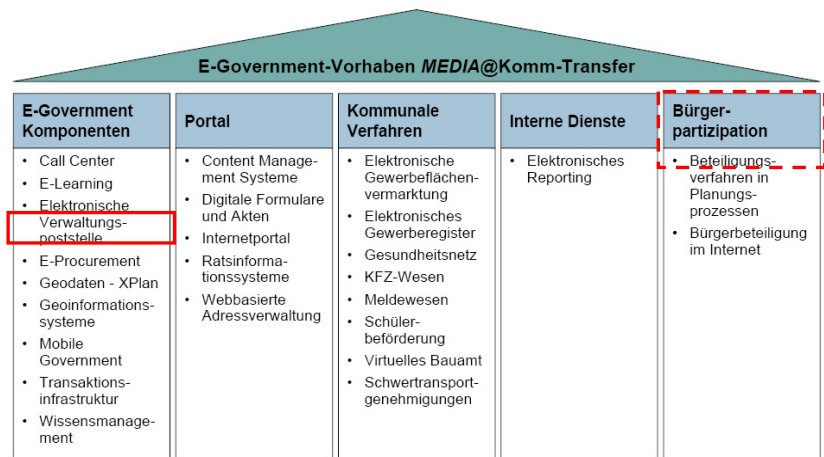 E-Government-Vorhaben MEDIA@Komm-Transfer
E-Government
Komponenten
• Call Center
• E-Learning
• Elektronische
Verwaltungs-
poststelle
• E-Procurement
• Geodaten - XPlan
• Geoinformations-
systeme
• Mobile
Government
• Transaktions-
infrastruktur
• Wissensmanage-
ment
Portal
• Content Manage-
ment Systeme
• Digitale Formulare
und Akten
• Internetportal
• Ratsinforma-
tionssysteme
• Webbasierte
Adressverwaltung
Kommunale
Verfahren
• Elektronische
Gewerbeflächen-
vermarktung
• Elektronisches
Gewerberegister
• Gesundheitsnetz
• KFZ-Wesen
• Meldewesen
• Schüler-
beförderung
• Virtuelles Bauamt
• Schwertransport-
genehmigungen
Interne Dienste
• Elektronisches
Reporting
Bürger-
partizipation
• Beteiligungs-
verfahren in
Planungs-
prozessen
• Bürgerbeteiligung
im Internet